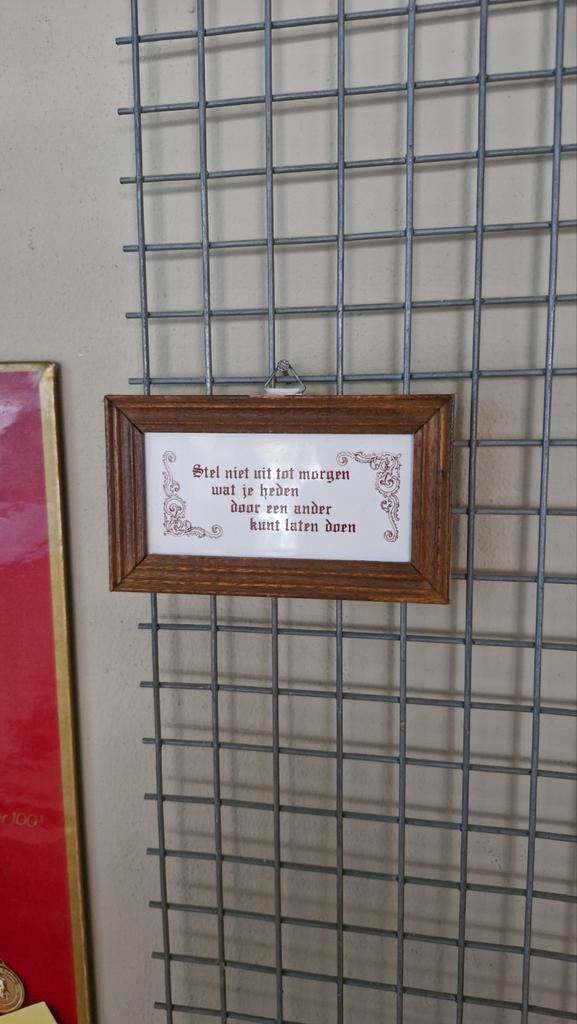 Stel niet uit tot morgen
wat je heden
door een ander
kunt laten doen